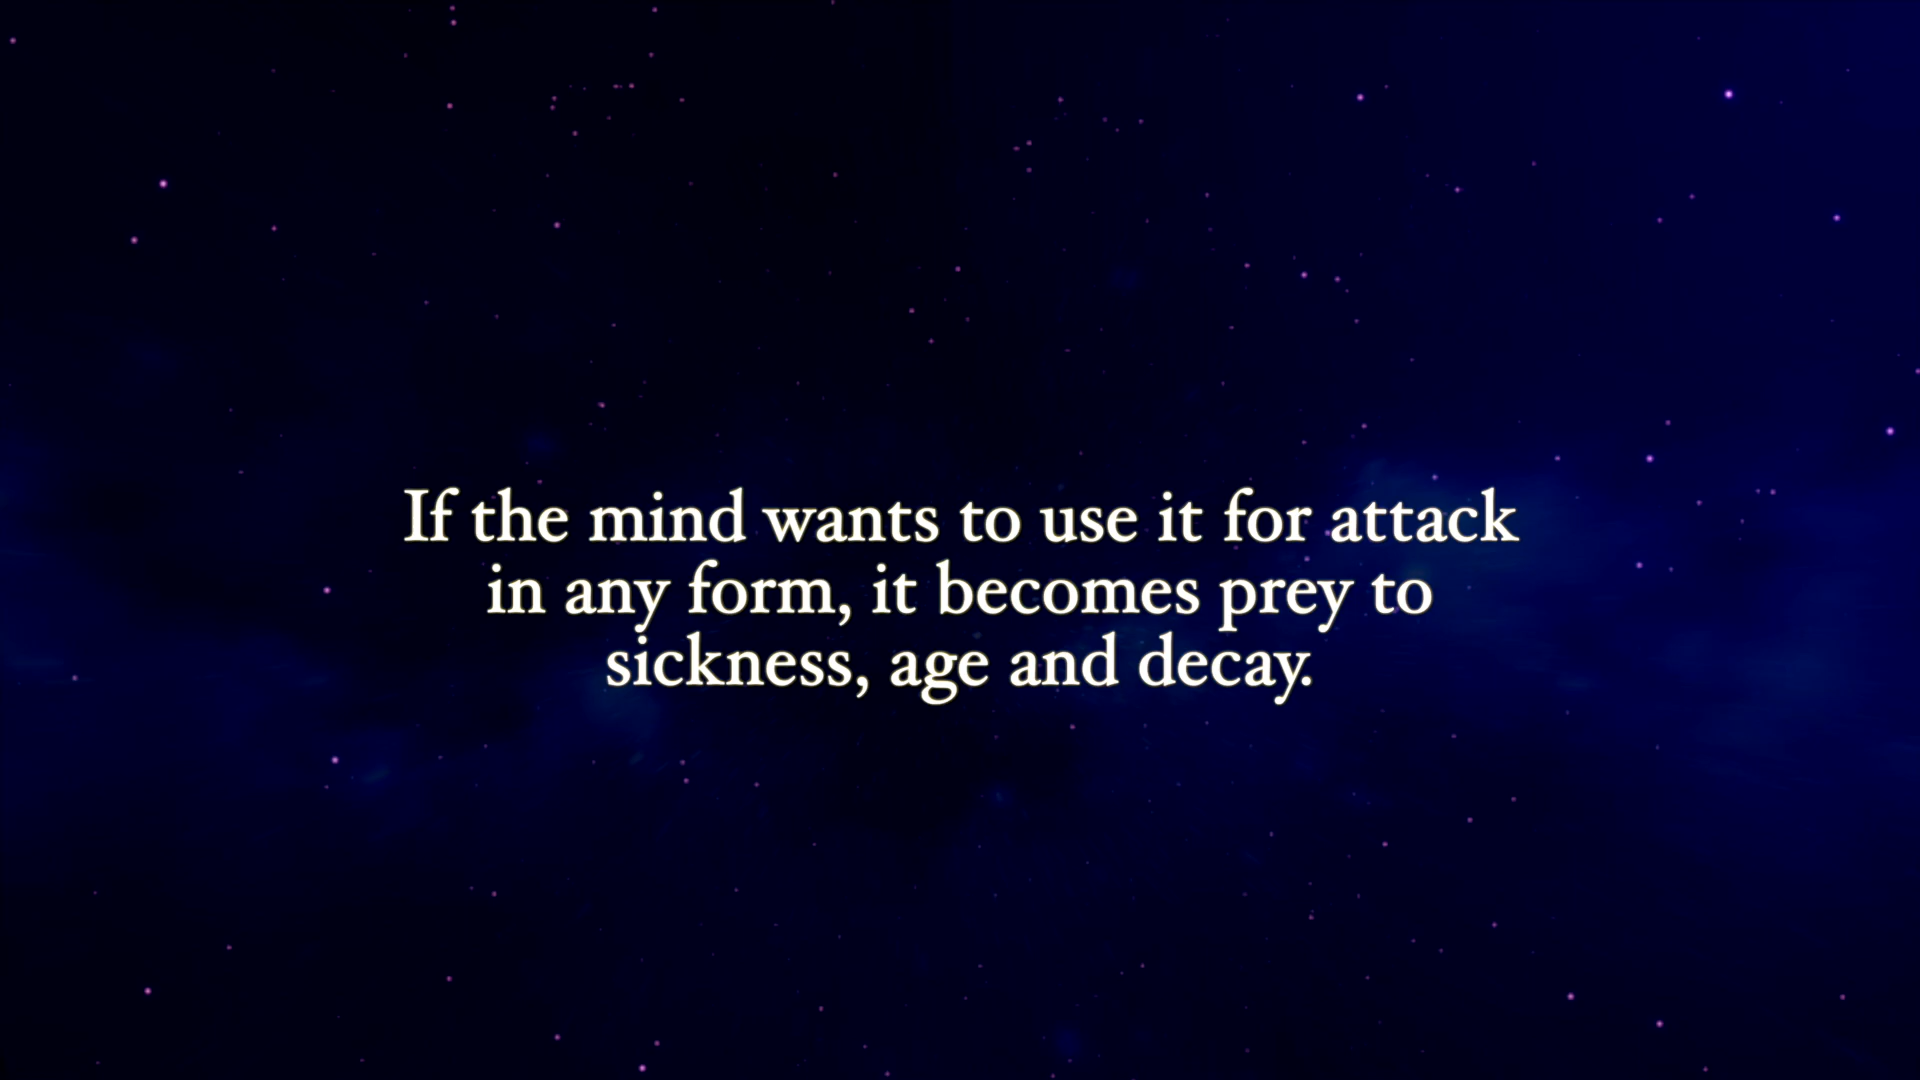 If the mind wants to use it for attack
in any form, it becomes prey to
sickness, age and decay.